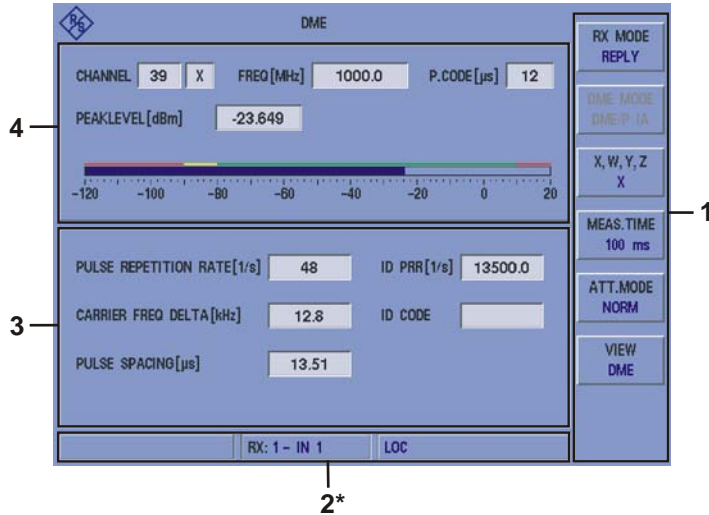 R&S
DME
CHANNEL 39 X FREQ[MHz] 1000.0 P.CODE[µs] 12
PEAKLEVEL[dBm] -23.649
-120 -100 -80 -60 -40 -20 0 20
4
PULSE REPETITION RATE[1/s] 48 ID PRR[1/s] 13500.0
CARRIER FREQ DELTA[kHz] 12.8 ID CODE
PULSE SPACING[µs] 13.51
3
RX: 1 - IN 1 LOC
2*
RX MODE
REPLY
DME MODE
DME/P IA
X, W, Y, Z
X
MEAS.TIME
100 ms
ATT.MODE
NORM
VIEW
DME
1